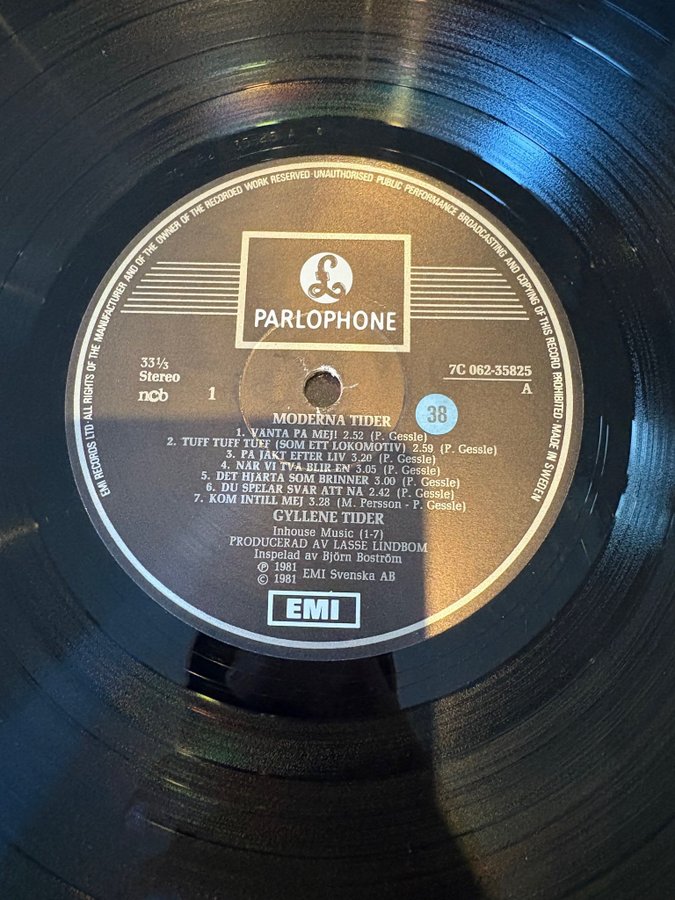 EMI RECORDS LTD·ALL RIGHTS OF THE MANUFACTURER AND OF THE OWNER OF THE RECORDED WORK RESERVED·UNAUTHORISED·PUBLIC PERFORMANCE BROADCASTING AND COPYING OF THIS RECORD PROHIBITED·MADE IN SWEDEN
£
PARLOPHONE
33⅓
Stereo
ncb 1
7C 062-35825
A
38
MODERNA TIDER
1. VÄNTA PÅ MEJ! 2.52 (P. Gessle)
2. TUFF TUFF TUFF (SOM ETT LOKOMOTIV) 2.59 (P. Gessle)
3. PÅ JAKT EFTER LIV 3.20 (P. Gessle)
4. NÄR VI TVÅ BLIR EN 3.05 (P. Gessle)
5. DET HJÄRTA SOM BRINNER 3.00 (P. Gessle)
6. DU SPELAR SVÅR ATT NÅ 2.42 (P. Gessle)
7. KOM INTILL MEJ 3.28 (M. Persson - P. Gessle)
GYLLENE TIDER
Inhouse Music (1-7)
PRODUCERAD AV LASSE LINDBOM
Inspelad av Björn Boström
℗ 1981
© 1981 EMI Svenska AB
EMI